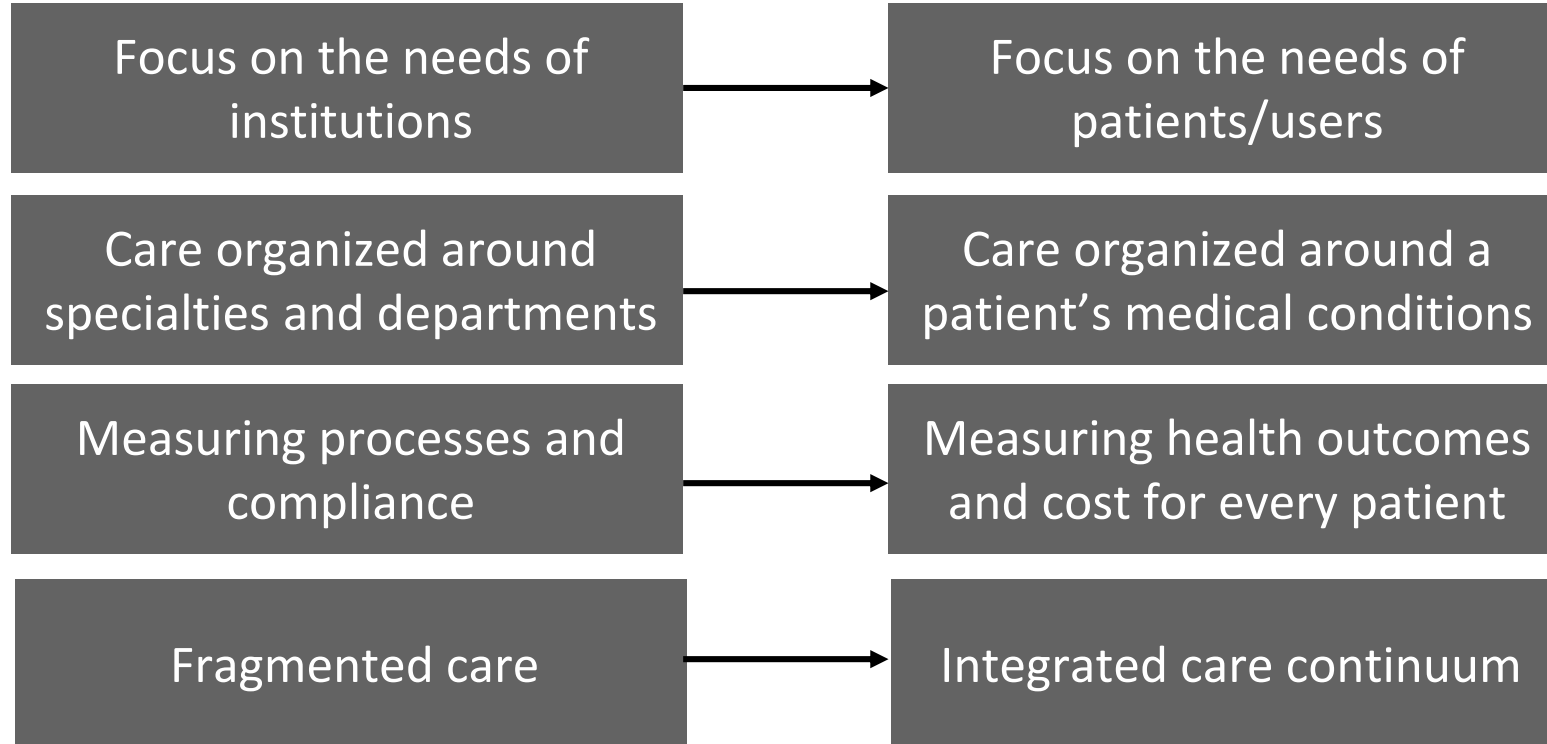 Focus on the needs of
institutions
Focus on the needs of
patients/users
Care organized around
specialties and departments
Care organized around a
patient’s medical conditions
Measuring processes and
compliance
Measuring health outcomes
and cost for every patient
Fragmented care
Integrated care continuum